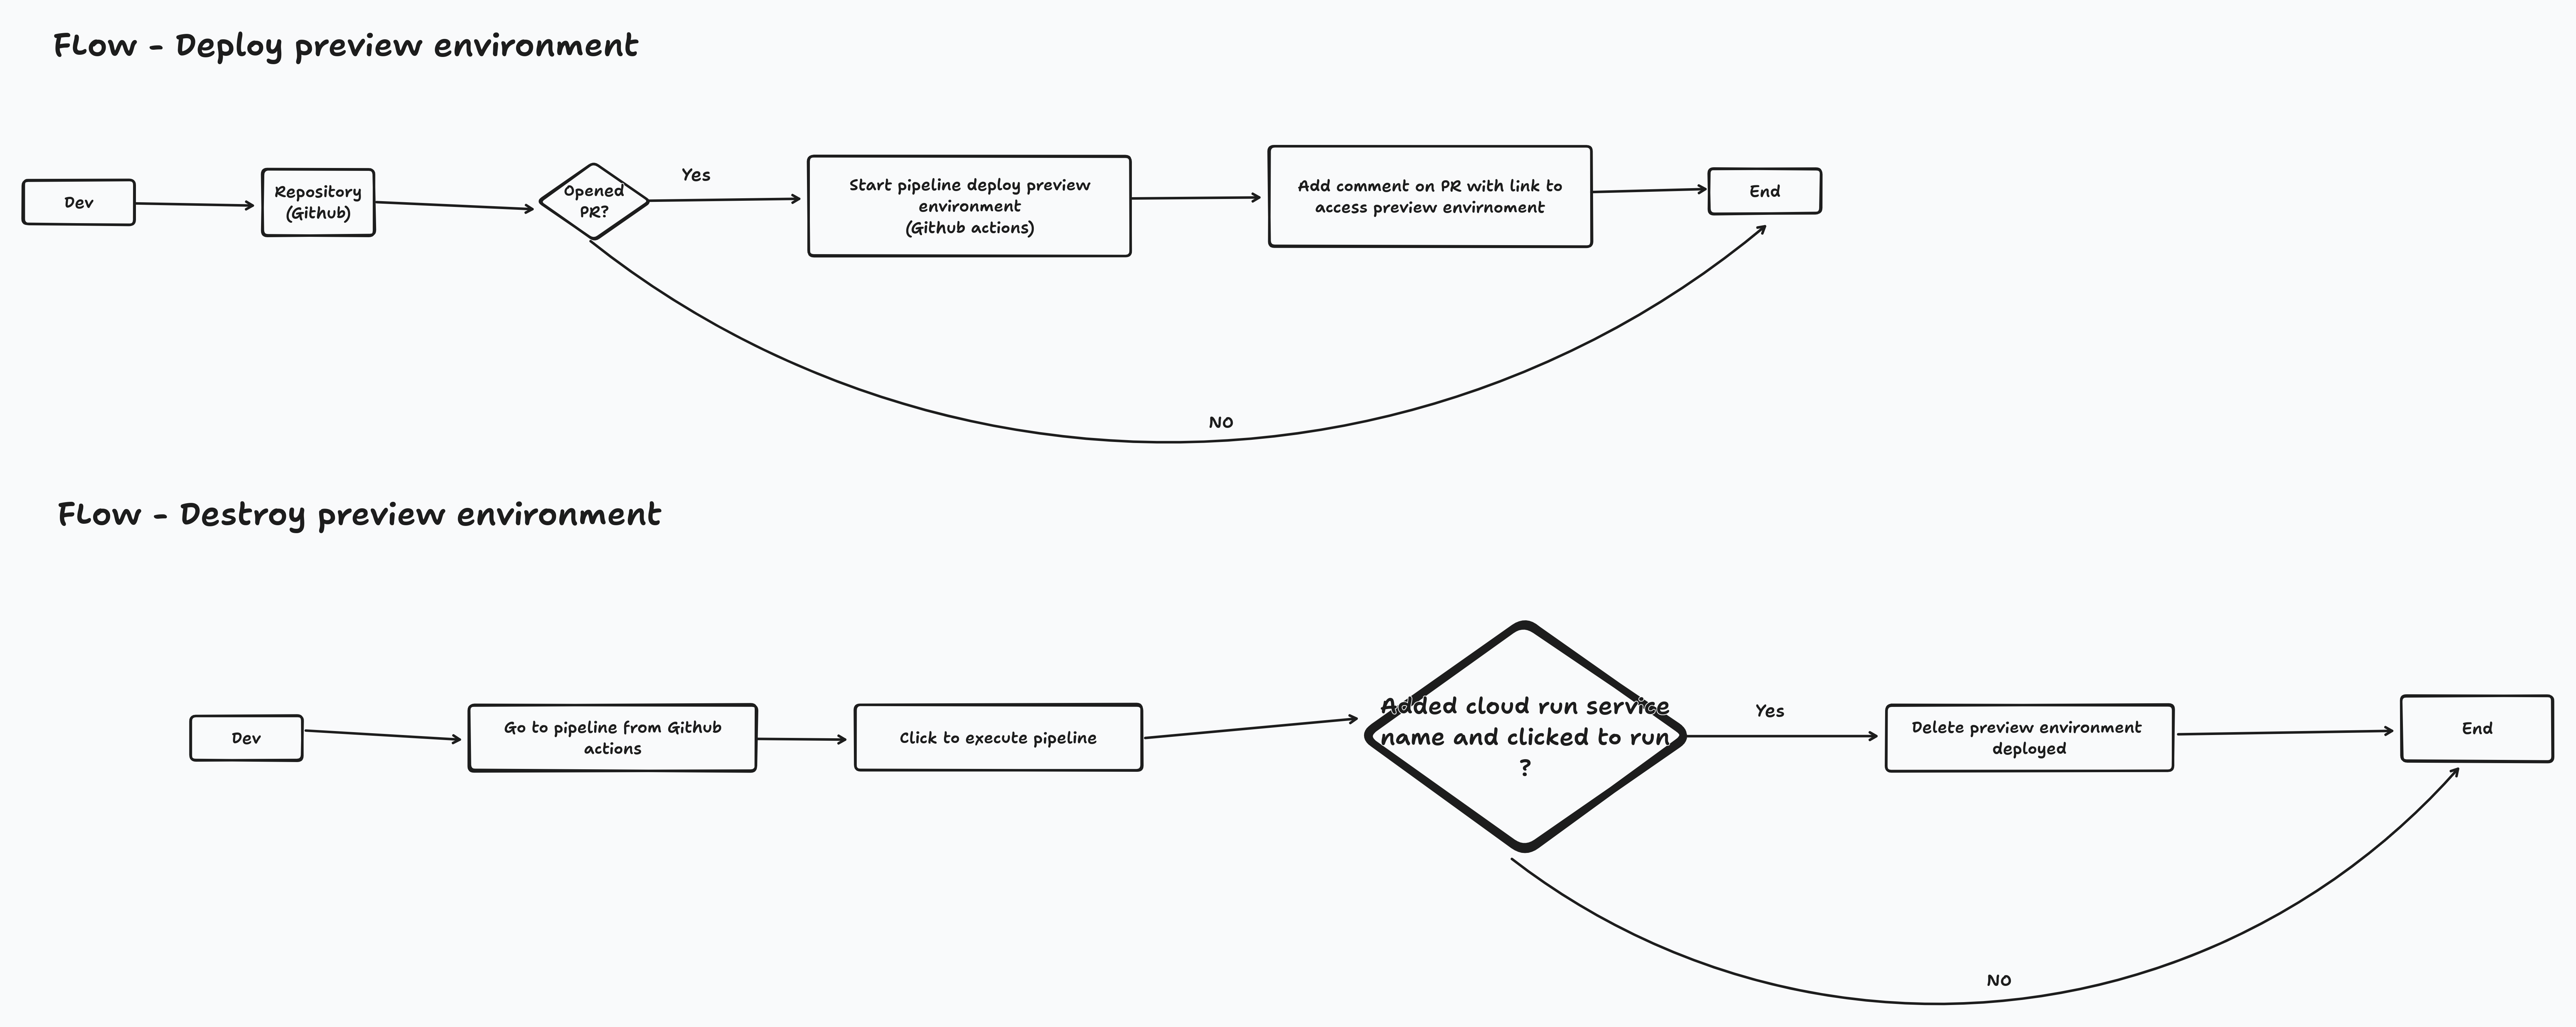 FLow - Deploy preview environment
Dev
Repository
(Github)
Opened
PR?
Yes
Start pipeline deploy preview
environment
(Github actions)
Add comment on PR with link to
access preview envirnoment
End
NO
FLow - Destroy preview environment
Dev
Go to pipeline from Github
actions
Click to execute pipeline
Added cloud run service
name and clicked to run
?
Yes
Delete preview environment
deployed
End
NO